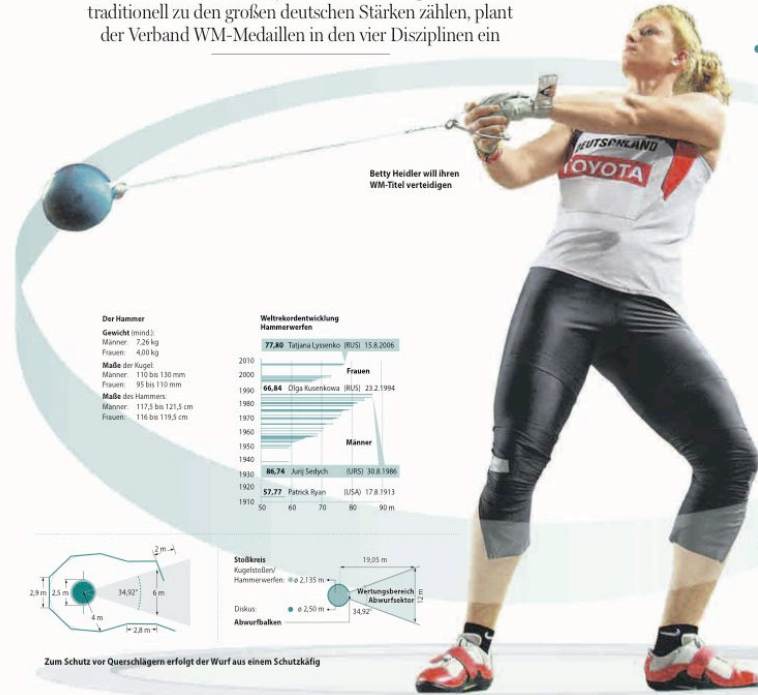 traditionell zu den großen deutschen Stärken zählen, plant
der Verband WM-Medaillen in den vier Disziplinen ein
DEUTSCHLAND
TOYOTA
Betty Heidler will ihren
WM-Titel verteidigen
Der Hammer
Gewicht (mind.):
Männer: 7,26 kg
Frauen: 4,00 kg
Maße der Kugel:
Männer: 110 bis 130 mm
Frauen: 95 bis 110 mm
Maße des Hammers:
Männer: 117,5 bis 121,5 cm
Frauen: 116 bis 119,5 cm
Weltrekordentwicklung
Hammerwerfen
77,80 Tatjana Lyssenko (RUS) 15.8.2006
2010
Frauen
2000
1990
66,84 Olga Kusenkowa (RUS) 23.2.1994
1980
1970
1960
1950
Männer
1940
1930
86,74 Jurij Sedych (URS) 30.8.1986
1920
57,77 Patrick Ryan (USA) 17.8.1913
1910
50 60 70 80 90 m
2 m
2,9 m
2,5 m
34,92°
6 m
4 m
2,8 m
Stoßkreis
Kugelstoßen/
Hammerwerfen: ø 2,135 m
Diskus: ø 2,50 m
Abwurfbalken
19,05 m
Wertungsbereich
Abwurfsektor
12 m
34,92°
Zum Schutz vor Querschlägern erfolgt der Wurf aus einem Schutzkäfig